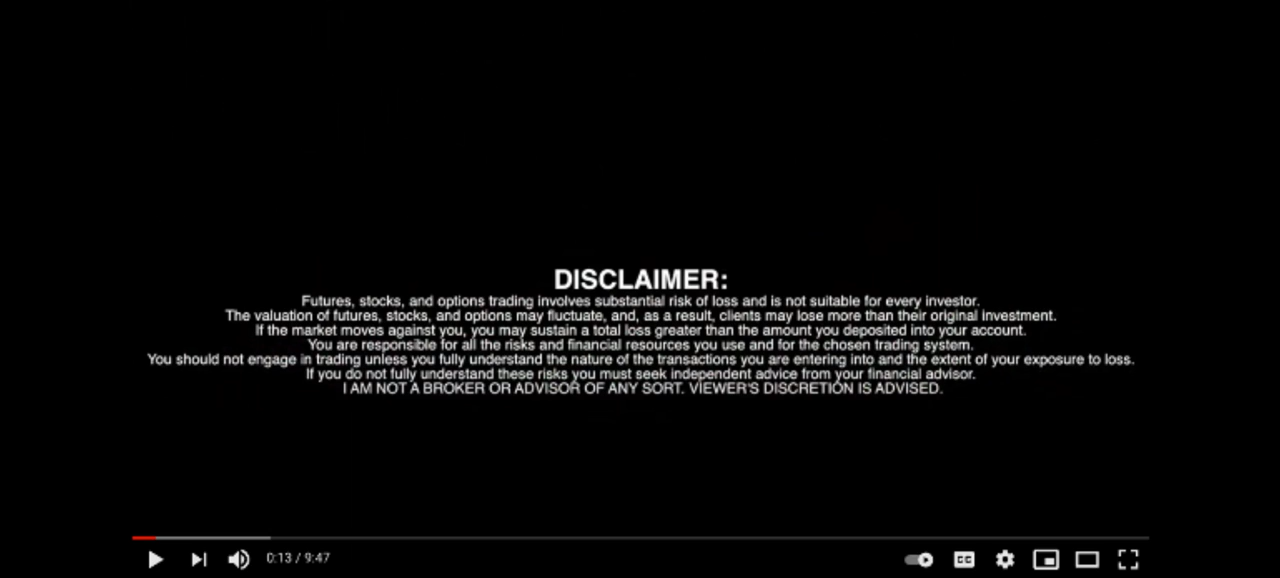 DISCLAIMER:
Futures, stocks, and options trading involves substantial risk of loss and is not suitable for every investor.
The valuation of futures, stocks, and options may fluctuate, and, as a result, clients may lose more than their original investment.
If the market moves against you, you may sustain a total loss greater than the amount you deposited into your account.
You are responsible for all the risks and financial resources you use and for the chosen trading system.
You should not engage in trading unless you fully understand the nature of the transactions you are entering into and the extent of your exposure to loss.
If you do not fully understand these risks you must seek independent advice from your financial advisor.
I AM NOT A BROKER OR ADVISOR OF ANY SORT. VIEWER'S DISCRETION IS ADVISED.
0:13 / 9:47 CC